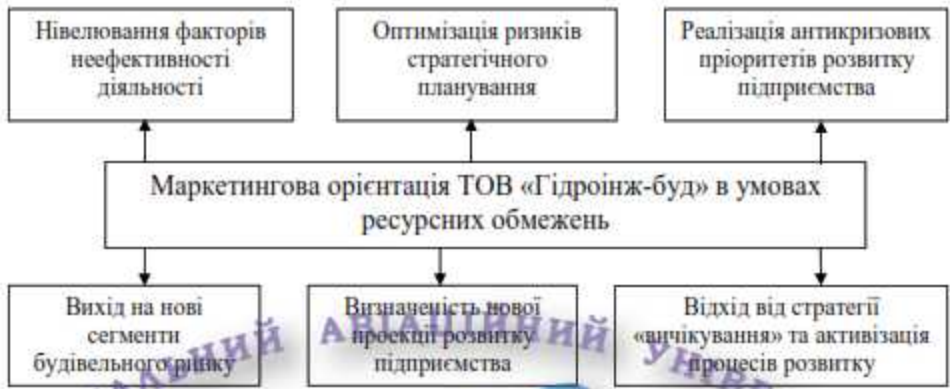 Нівелювання факторів
неефективності
діяльності
Оптимізація ризиків
стратегічного
планування
Реалізація антикризових
пріоритетів розвитку
підприємства
Маркетингова орієнтація ТОВ «Гідроінж-буд» в умовах
ресурсних обмежень
Вихід на нові
сегменти
будівельного ринку
Визначеність нової
проекції розвитку
підприємства
Відхід від стратегії
«вичікування» та активізація
процесів розвитку
АВІАЦІЙНИЙ